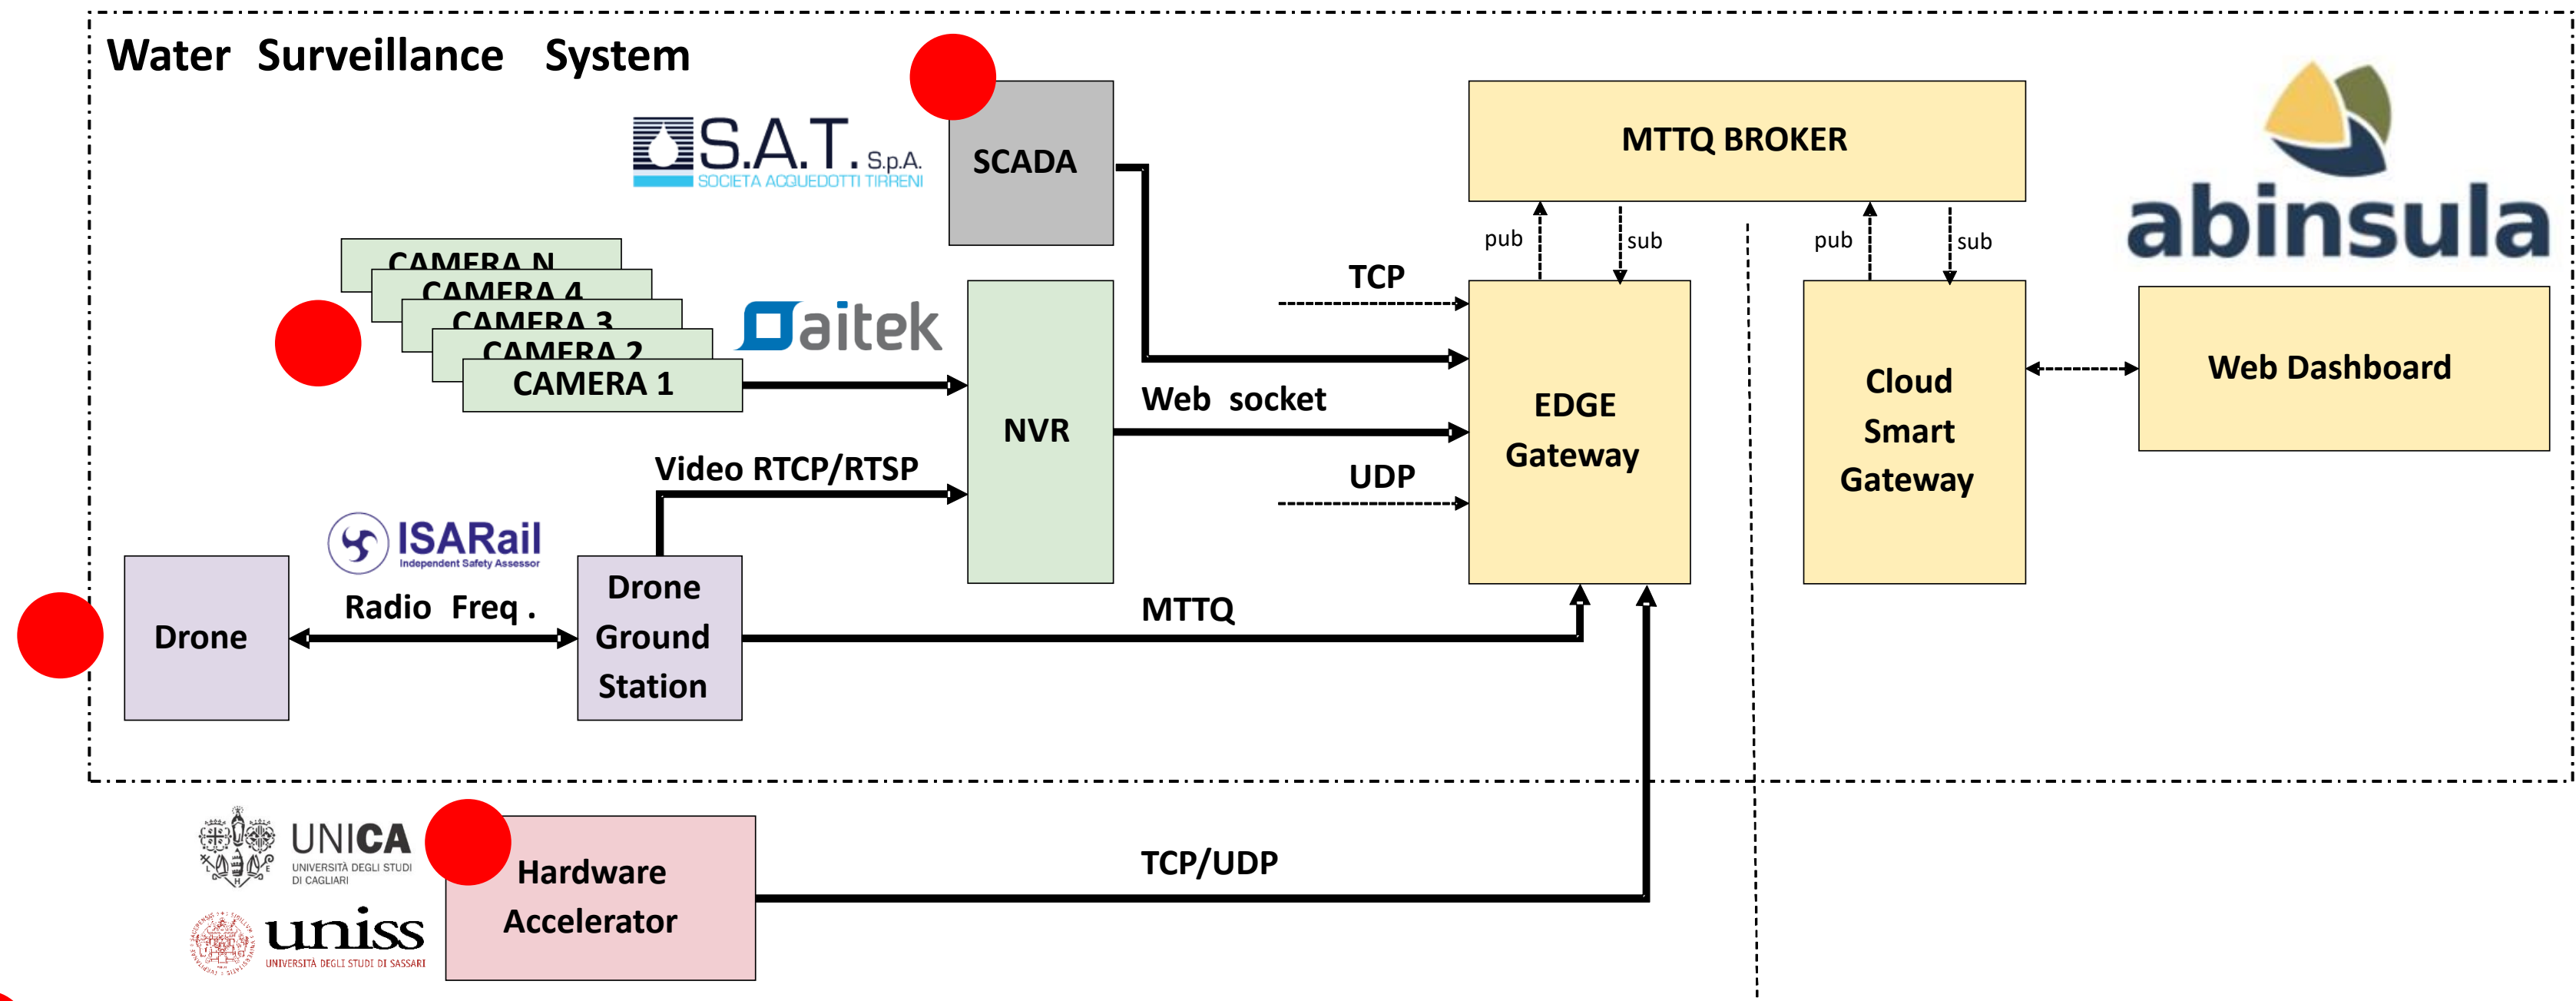 Water Surveillance System
S.A.T. S.p.A.
SOCIETA ACQUEDOTTI TIRRENI
SCADA
MTTQ BROKER
abinsula
pub
sub
pub
sub
CAMERA N
CAMERA 4
CAMERA 3
CAMERA 2
CAMERA 1
aitek
NVR
TCP
Web socket
UDP
EDGE
Gateway
Cloud
Smart
Gateway
Web Dashboard
Video RTCP/RTSP
ISARail
Independent Safety Assessor
Radio Freq .
Drone
Drone
Ground
Station
MTTQ
UNICA
UNIVERSITÀ DEGLI STUDI
DI CAGLIARI
uniss
UNIVERSITÀ DEGLI STUDI DI SASSARI
Hardware
Accelerator
TCP/UDP